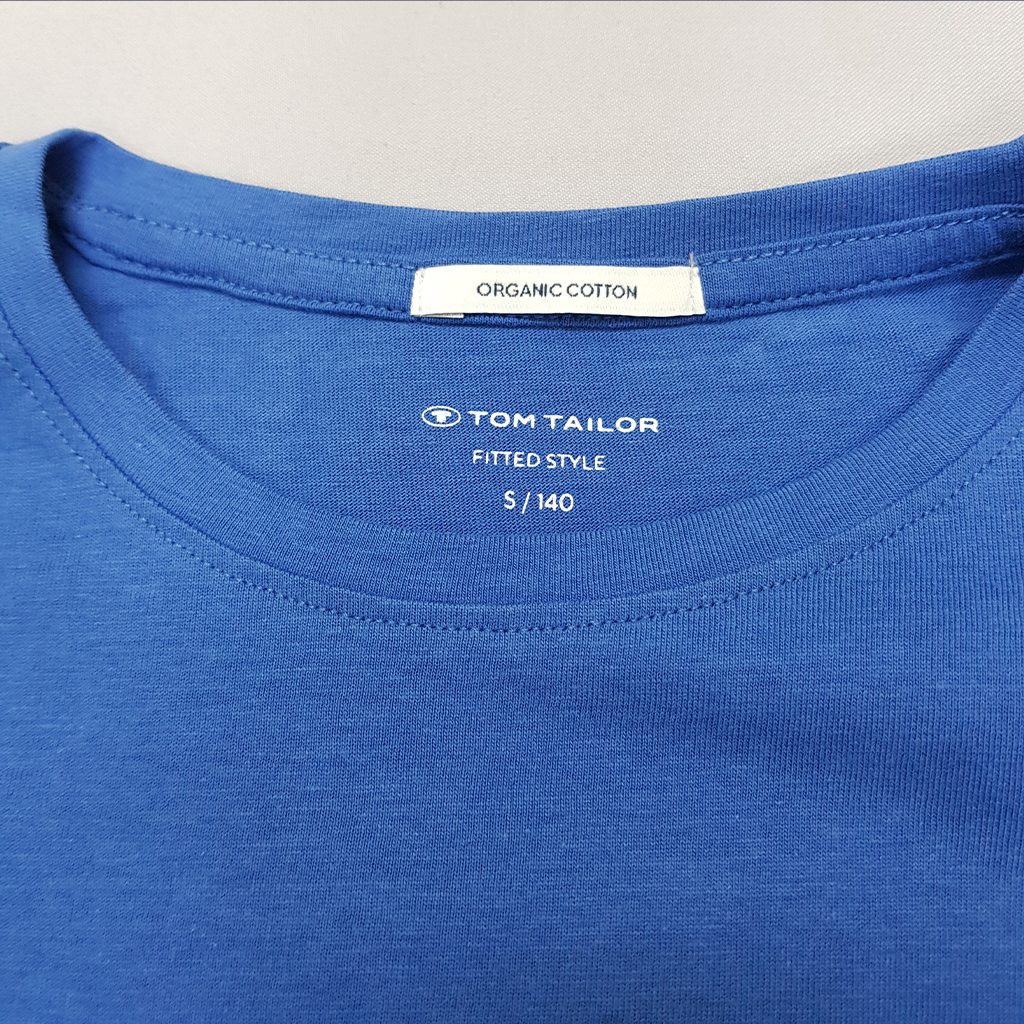 ORGANIC COTTON
TOM TAILOR
FITTED STYLE
S / 140